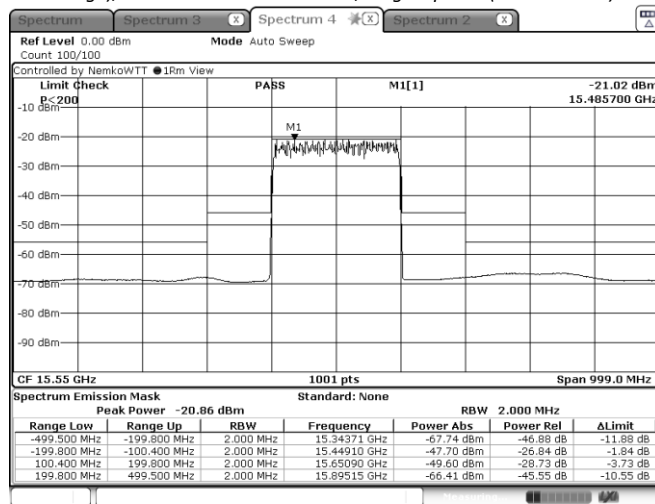 Spectrum Spectrum 3 X Spectrum 4 X Spectrum 2 X
Ref Level 0.00 dBm Mode Auto Sweep
Count 100/100
Controlled by NemkoWTT 1Rm View
Limit Check PASS M1[1] -21.02 dBm
P<200 15.485700 GHz
-10 dBm
M1
-20 dBm
-30 dBm
-40 dBm
-50 dBm
-60 dBm
-70 dBm
-80 dBm
-90 dBm
CF 15.55 GHz 1001 pts Span 999.0 MHz
Spectrum Emission Mask Standard: None
Peak Power -20.86 dBm RBW 2.000 MHz
Range Low Range Up RBW Frequency Power Abs Power Rel ΔLimit
-499.500 MHz -199.800 MHz 2.000 MHz 15.34371 GHz -67.74 dBm -46.88 dB -11.88 dB
-199.800 MHz -100.400 MHz 2.000 MHz 15.44910 GHz -47.70 dBm -26.84 dB -1.84 dB
100.400 MHz 199.800 MHz 2.000 MHz 15.65090 GHz -49.60 dBm -28.73 dB -3.73 dB
199.800 MHz 499.500 MHz 2.000 MHz 15.89515 GHz -66.41 dBm -45.55 dB -10.55 dB